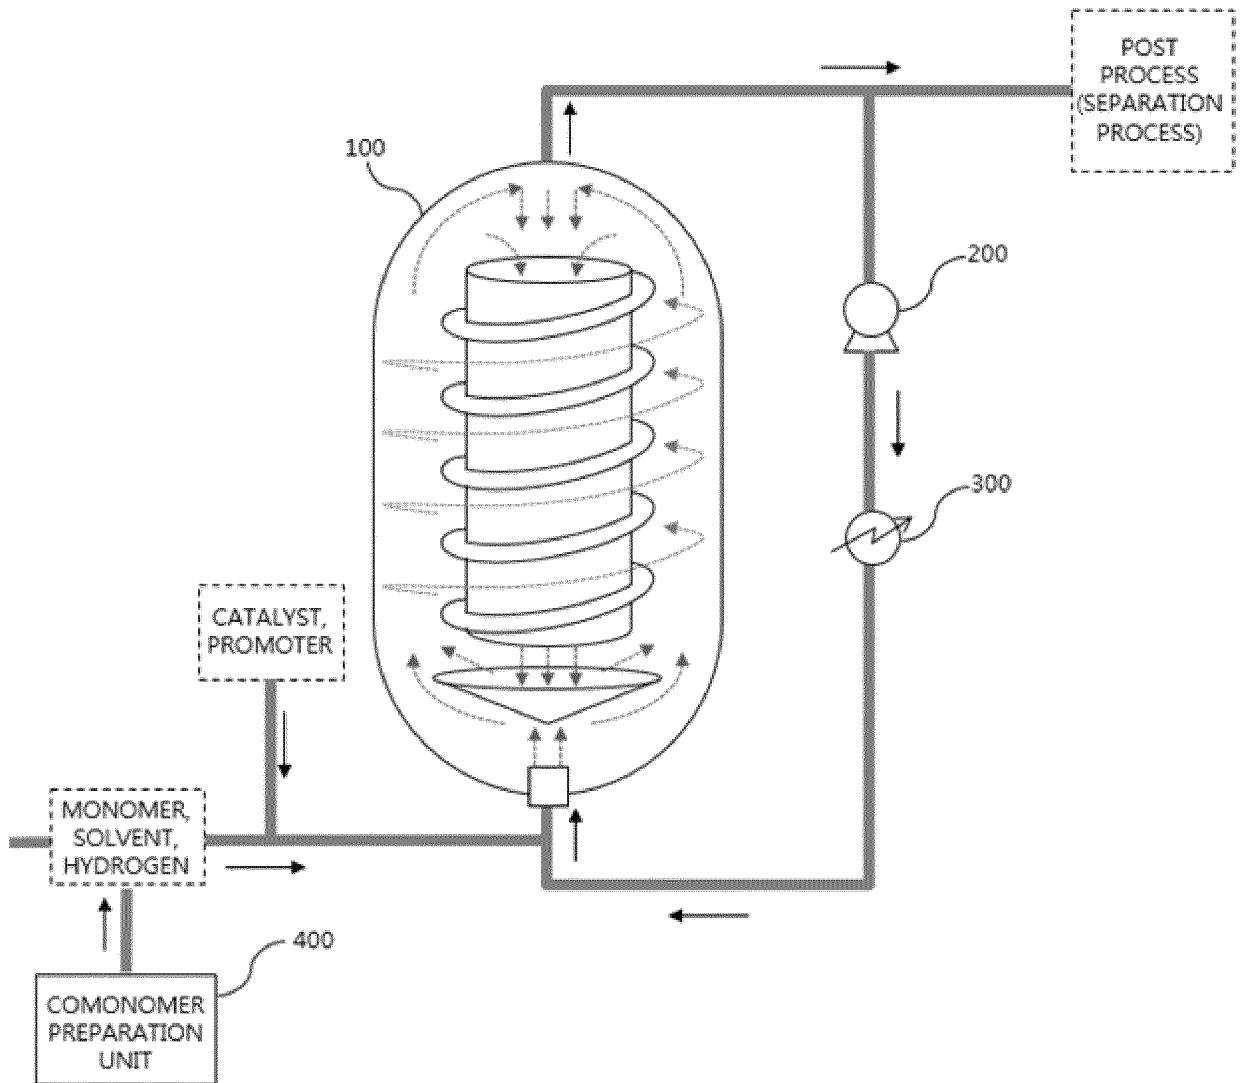 POST
PROCESS
(SEPARATION
PROCESS)
100
200
300
CATALYST,
PROMOTER
MONOMER,
SOLVENT,
HYDROGEN
400
COMONOMER
PREPARATION
UNIT